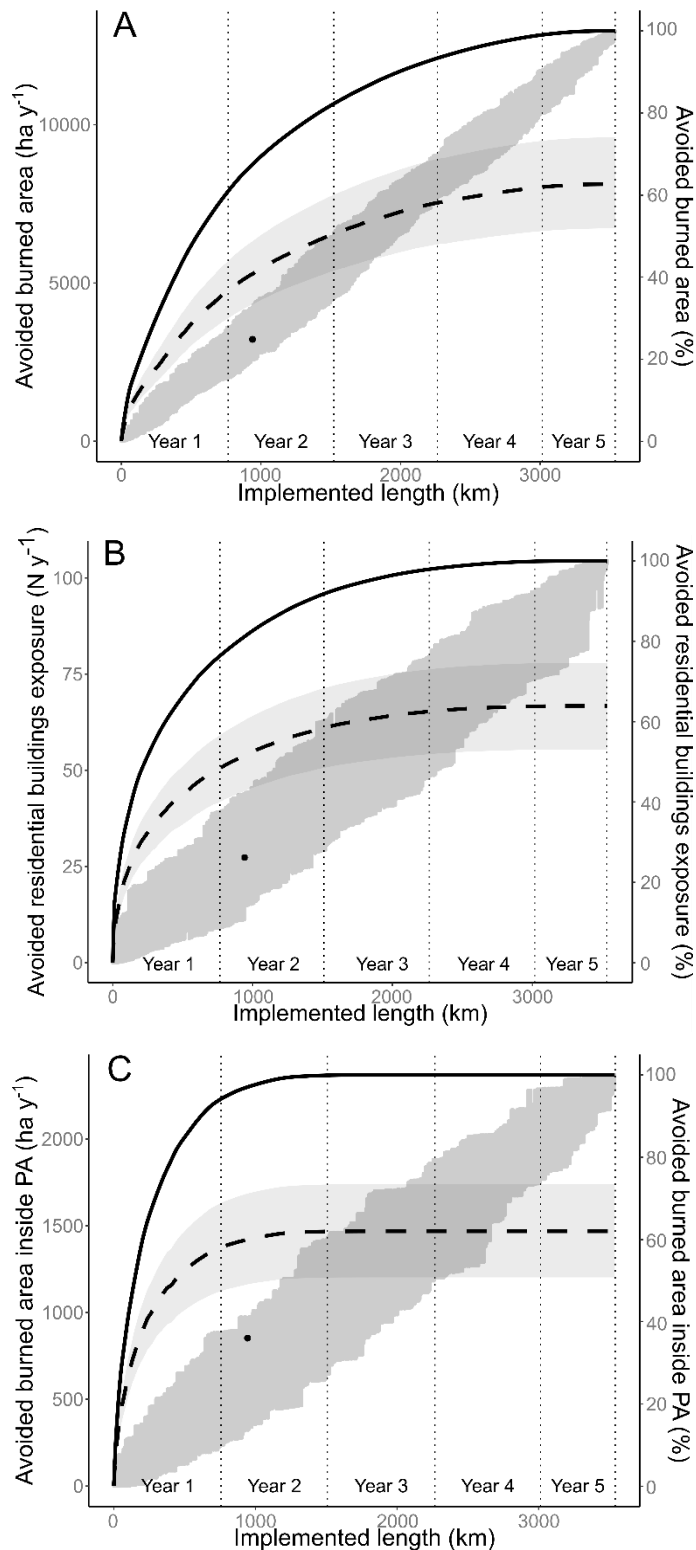 A
Avoided burned area (ha y⁻¹)
10000
5000
0
100
80
60
40
20
0
Avoided burned area (%)
Year 1 Year 2 Year 3 Year 4 Year 5
0 1000 2000 3000
Implemented length (km)
B
Avoided residential buildings exposure (N y⁻¹)
100
75
50
25
0
100
80
60
40
20
0
Avoided residential buildings exposure (%)
Year 1 Year 2 Year 3 Year 4 Year 5
0 1000 2000 3000
Implemented length (km)
C
Avoided burned area inside PA (ha y⁻¹)
2000
1500
1000
500
0
100
80
60
40
20
0
Avoided burned area inside PA (%)
Year 1 Year 2 Year 3 Year 4 Year 5
0 1000 2000 3000
Implemented length (km)